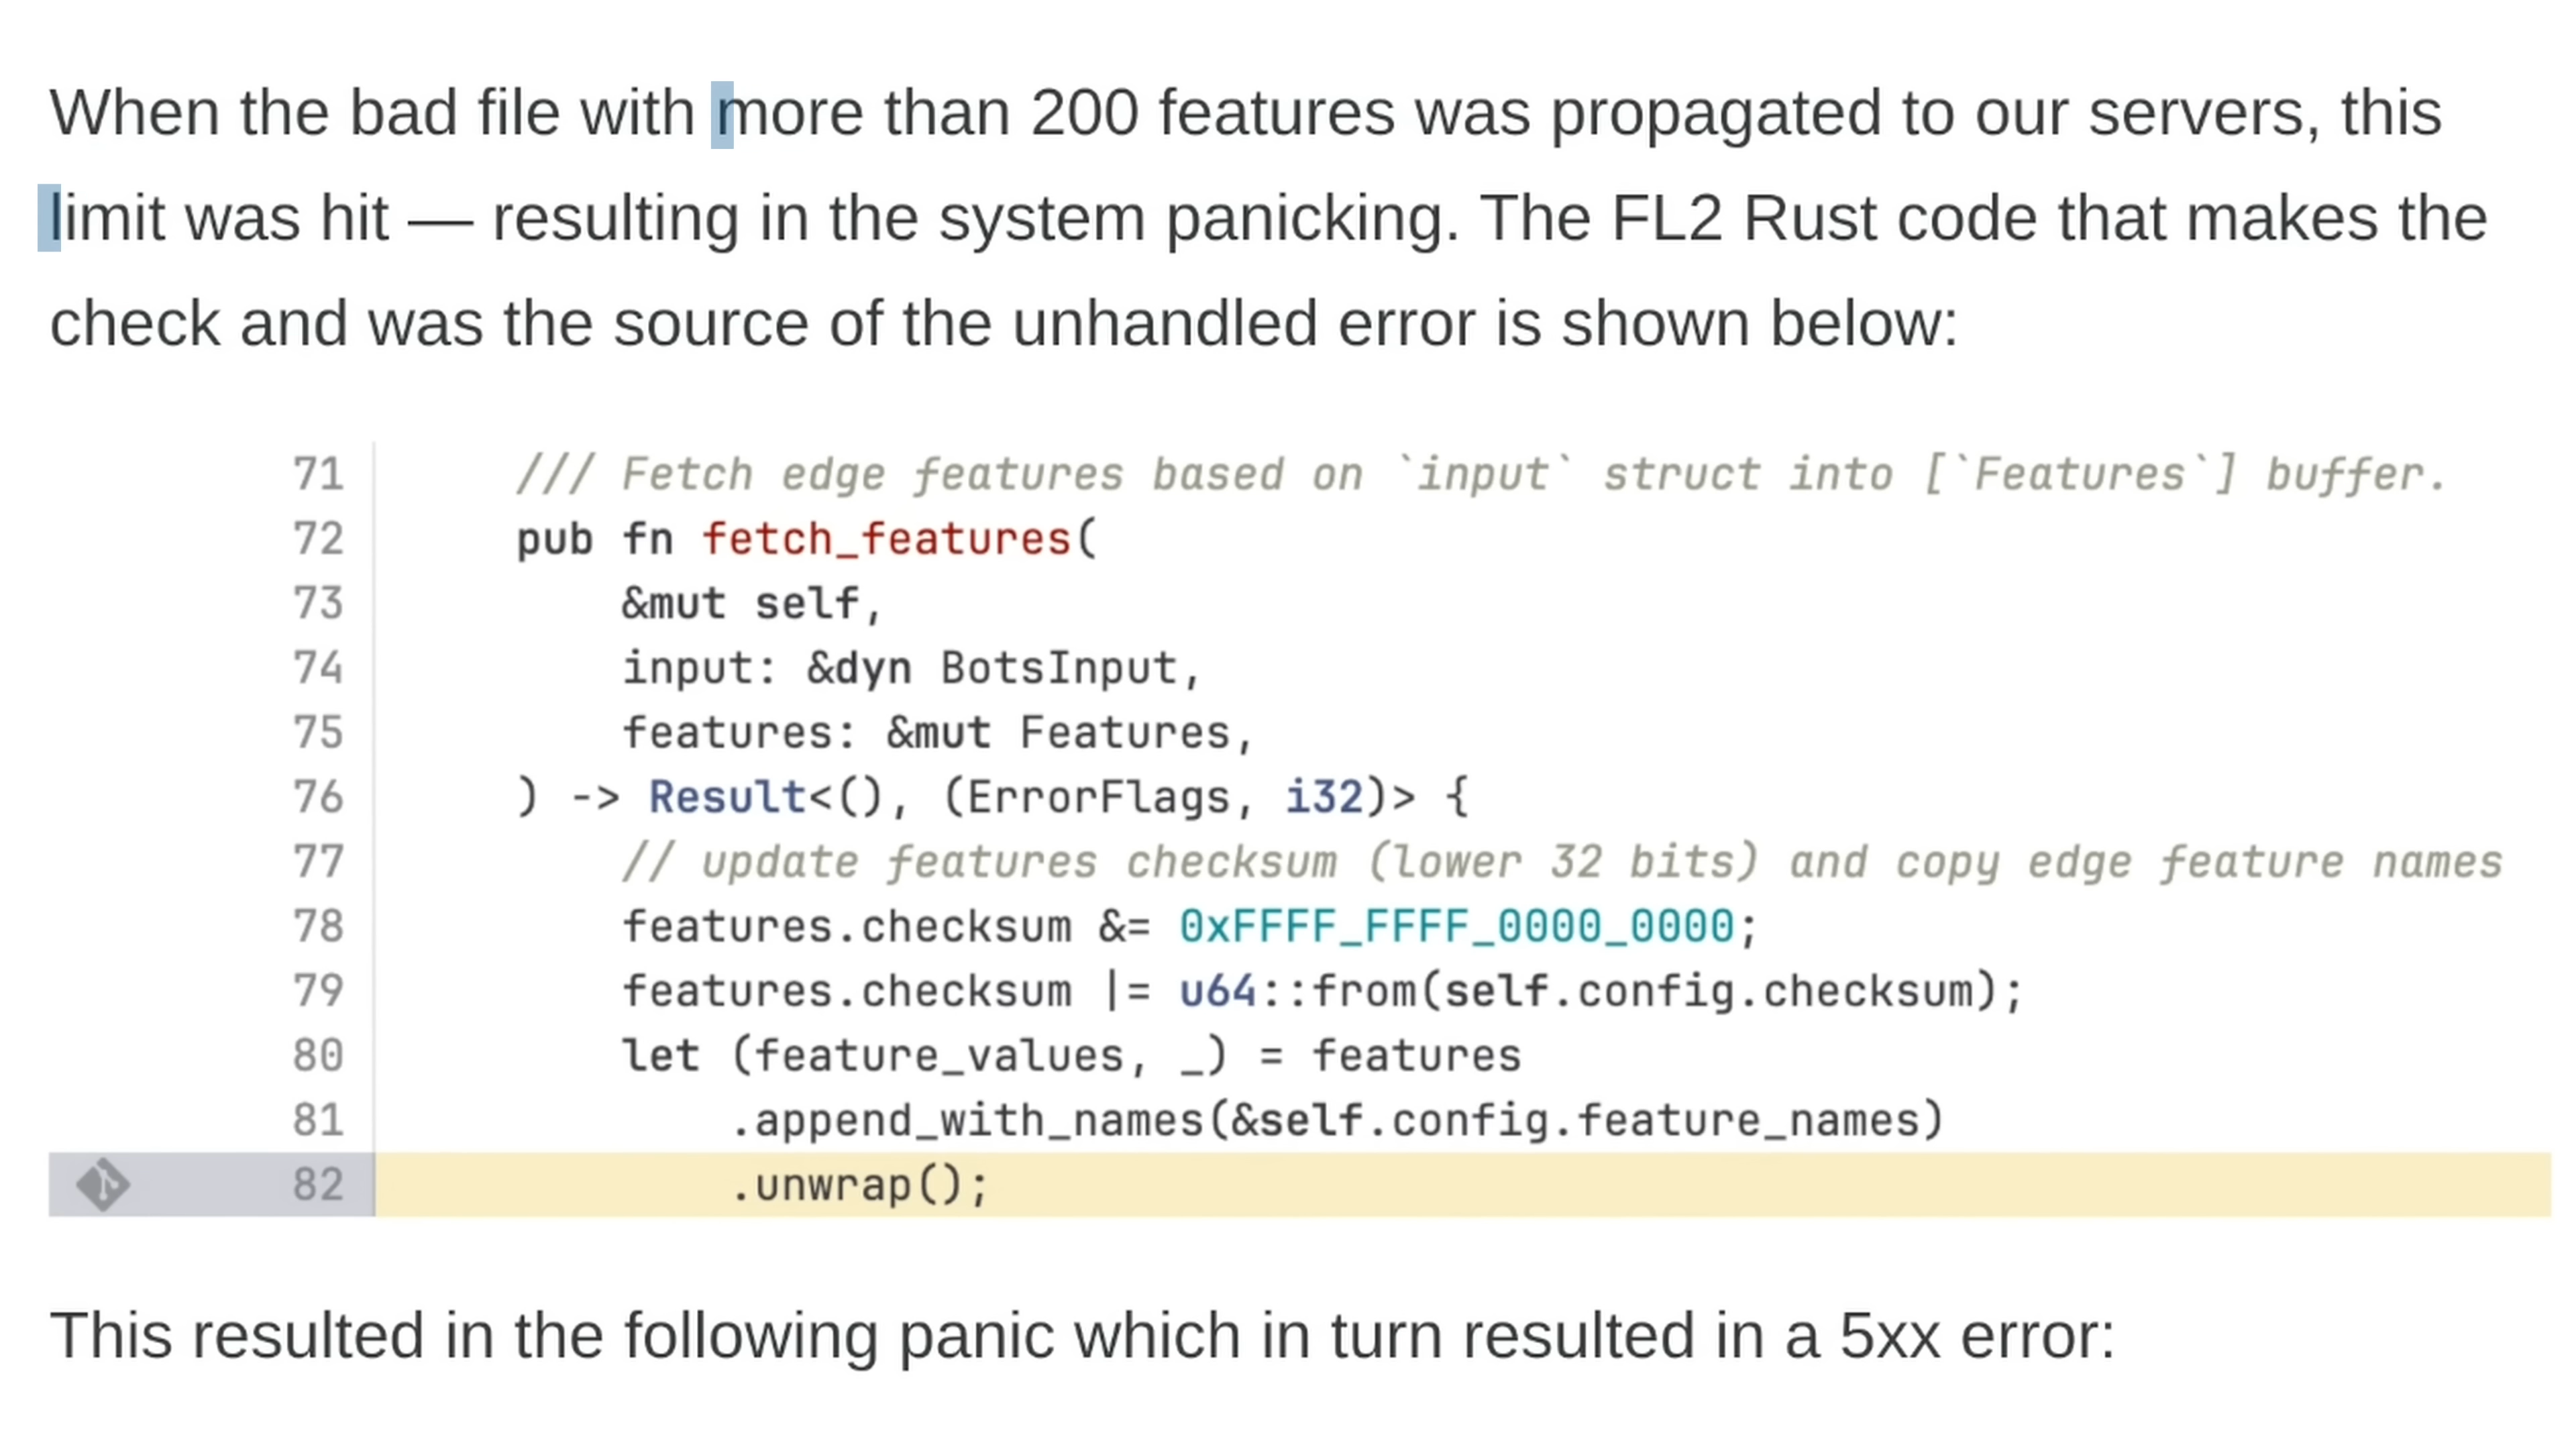 When the bad file with more than 200 features was propagated to our servers, this
limit was hit — resulting in the system panicking. The FL2 Rust code that makes the
check and was the source of the unhandled error is shown below:
71 /// Fetch edge features based on `input` struct into [`Features`] buffer.
72 pub fn fetch_features(
73 &mut self,
74 input: &dyn BotsInput,
75 features: &mut Features,
76 ) -> Result<(), (ErrorFlags, i32)> {
77 // update features checksum (lower 32 bits) and copy edge feature names
78 features.checksum &= 0xFFFF_FFFF_0000_0000;
79 features.checksum |= u64::from(self.config.checksum);
80 let (feature_values, _) = features
81 .append_with_names(&self.config.feature_names)
82 .unwrap();
This resulted in the following panic which in turn resulted in a 5xx error: